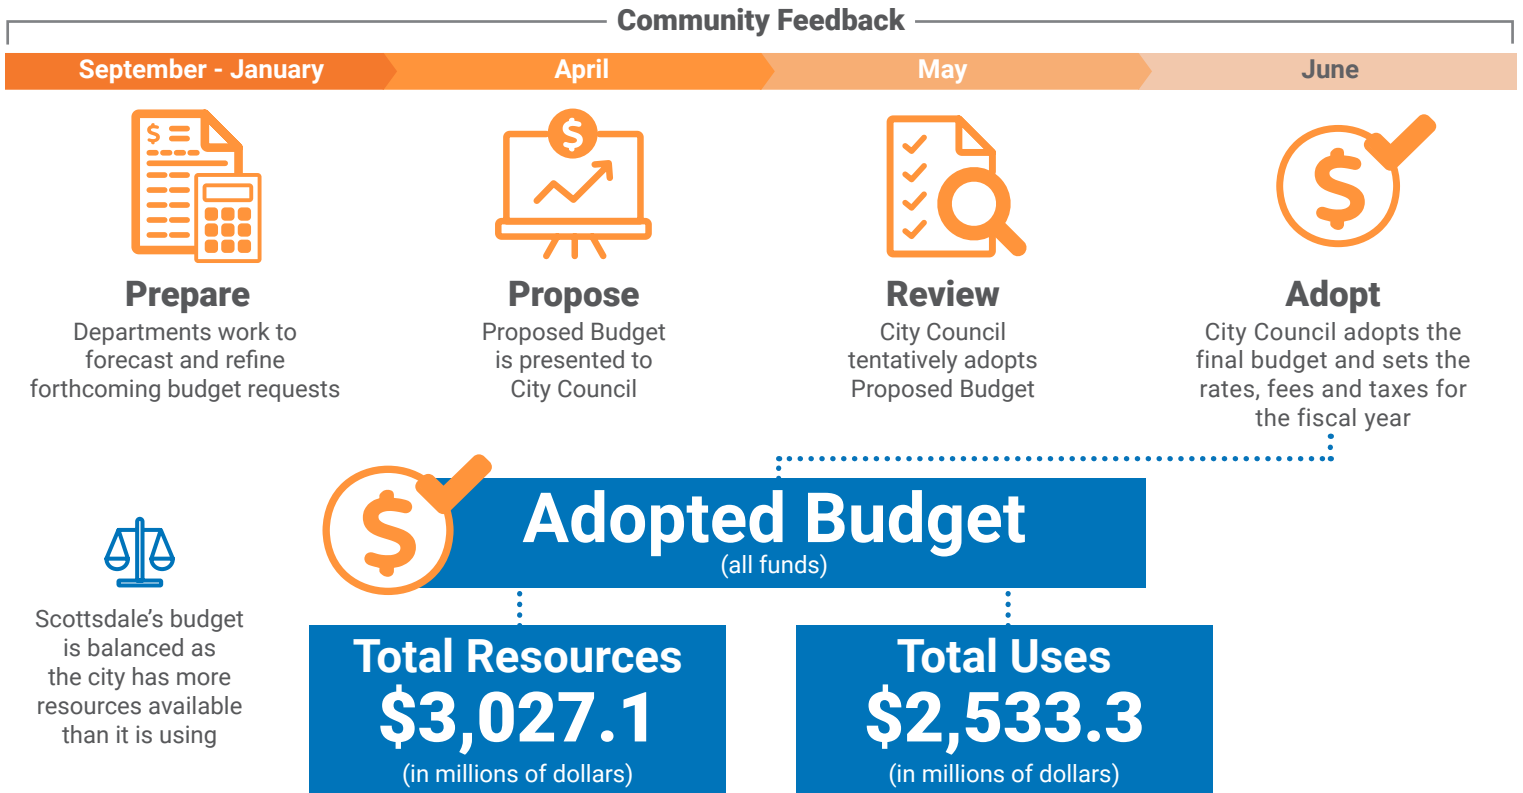 Community Feedback
September - January
April
May
June
$
$
$
Prepare
Departments work to
forecast and refine
forthcoming budget requests
Propose
Proposed Budget
is presented to
City Council
Review
City Council
tentatively adopts
Proposed Budget
Adopt
City Council adopts the
final budget and sets the
rates, fees and taxes for
the fiscal year
$
Adopted Budget
(all funds)
Scottsdale’s budget
is balanced as
the city has more
resources available
than it is using
Total Resources
$3,027.1
(in millions of dollars)
Total Uses
$2,533.3
(in millions of dollars)